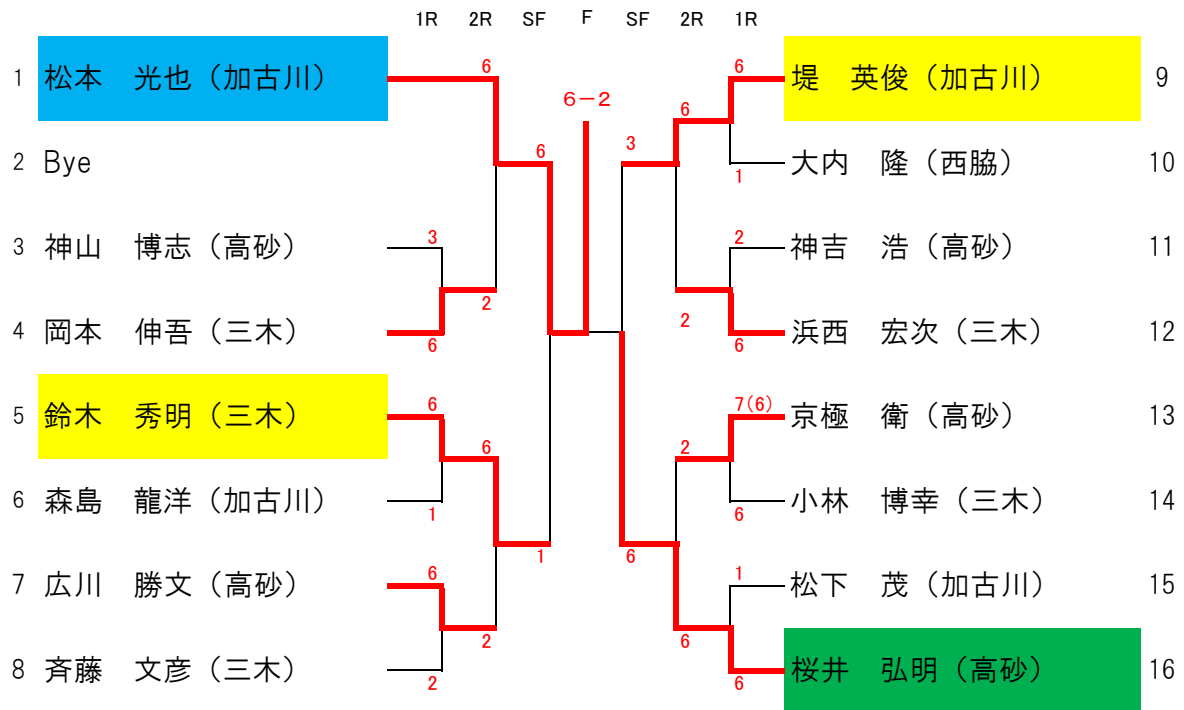 1R 2R SF F SF 2R 1R
1 松本　光也（加古川） 6 6 堤　英俊（加古川） 9
6－2
6
6 3
2 Bye 1 大内　隆（西脇） 10
3 神山　博志（高砂） 3 2 神吉　浩（高砂） 11
2 2
4 岡本　伸吾（三木） 6 6 浜西　宏次（三木） 12
5 鈴木　秀明（三木） 6 7(6) 京極　衛（高砂） 13
6 2
6 森島　龍洋（加古川） 1 6 小林　博幸（三木） 14
1 6
7 広川　勝文（高砂） 6 1 松下　茂（加古川） 15
2 6
8 斉藤　文彦（三木） 2 6 桜井　弘明（高砂） 16